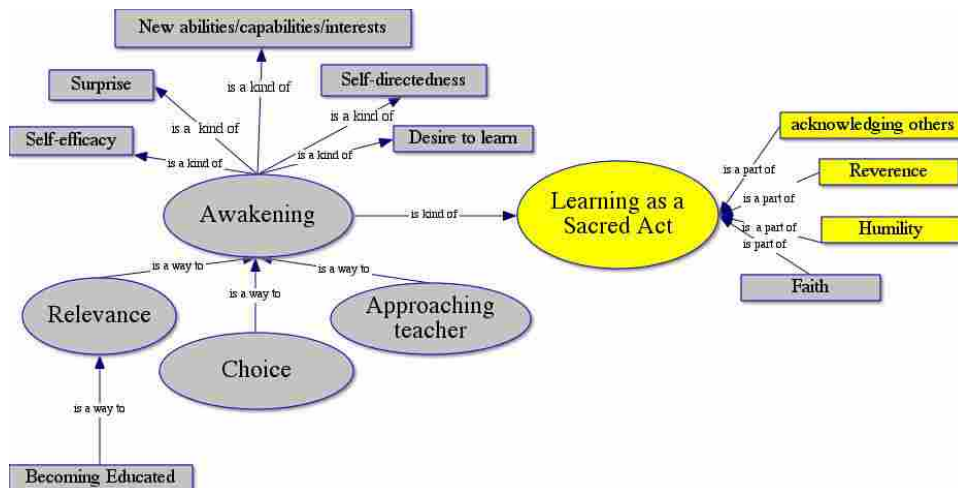 New abilities/capabilities/interests
Surprise
is a kind of
Self-directedness
is a kind of
is a kind of
Self-efficacy
is a kind of
is a kind of
Desire to learn
acknowledging others
is a part of
Reverence
is a part of
Awakening
is kind of
Learning as a
Sacred Act
is a part of
Humility
is part of
Faith
is a way to
is a way to
is a way to
Relevance
Choice
Approaching
teacher
is a way to
Becoming Educated